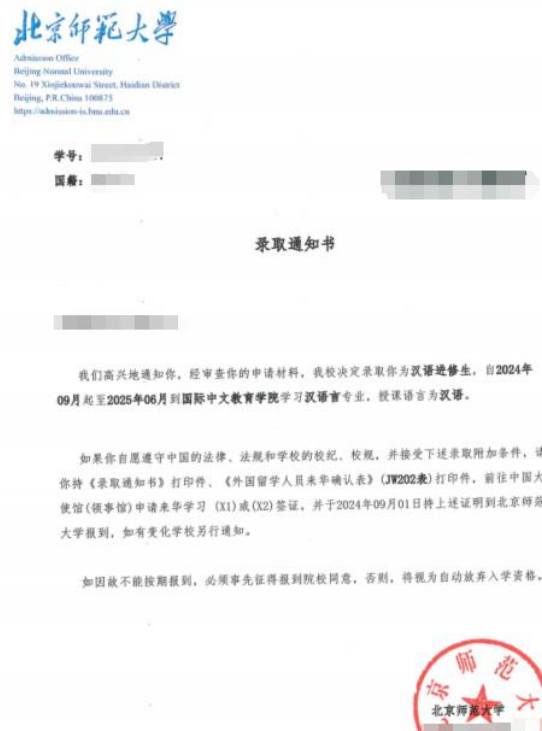 北京师范大学
Admission Office
Beijing Normal University
No. 19 Xinjiekouwai Street, Haidian District
Beijing, P.R.China 100875
https://admission-is.bnu.edu.cn
学号:
国籍:
录取通知书
我们高兴地通知你，经审查你的申请材料，我校决定录取你为汉语进修生，自2024年
09月起至2025年06月到国际中文教育学院学习汉语言专业，授课语言为汉语。
如果你自愿遵守中国的法律、法规和学校的校纪、校规，并接受下述录取附加条件，请
你持《录取通知书》打印件、《外国留学人员来华确认表》(JW202表)打印件，前往中国大
使馆(领事馆)申请来华学习 (X1)或(X2)签证，并于2024年09月01日持上述证明到北京师范
大学报到，如有变化学校另行通知。
如因故不能按期报到，必须事先征得报到院校同意，否则，将视为自动放弃入学资格。
京师范大
北京师范大学